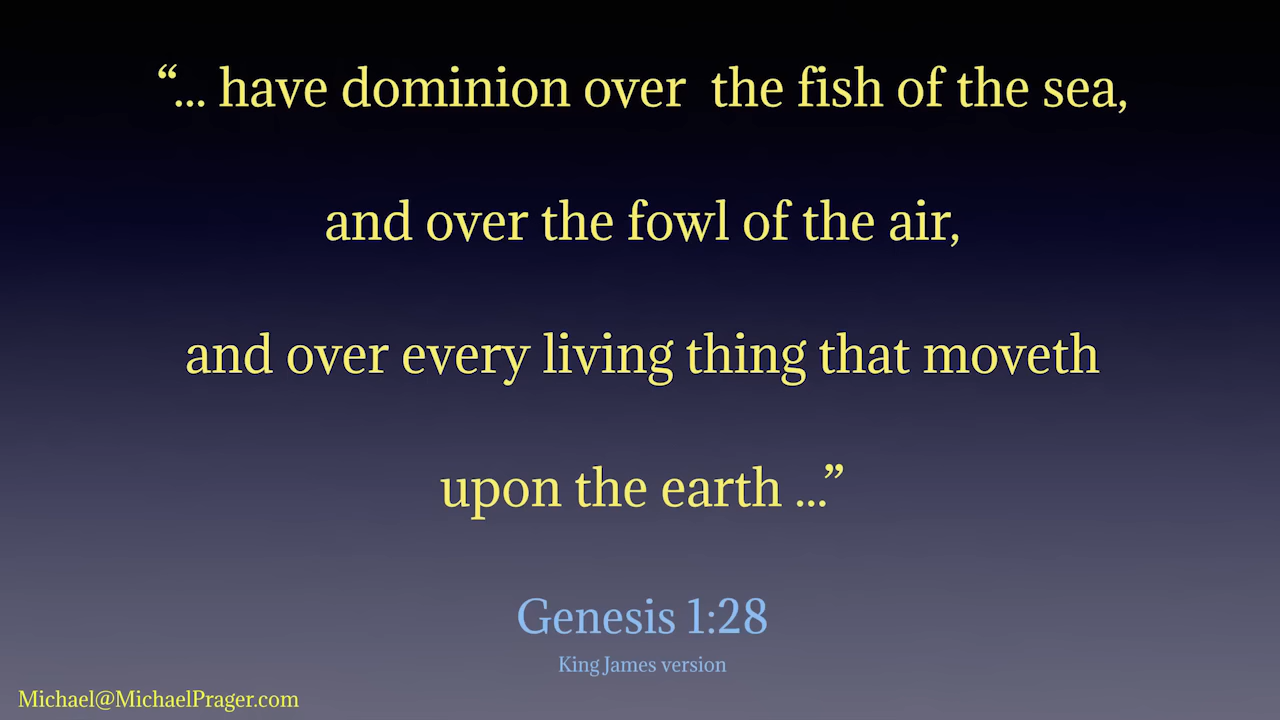 “... have dominion over  the fish of the sea,
and over the fowl of the air,
and over every living thing that moveth
upon the earth ...”
Genesis 1:28
King James version
Michael@MichaelPrager.com